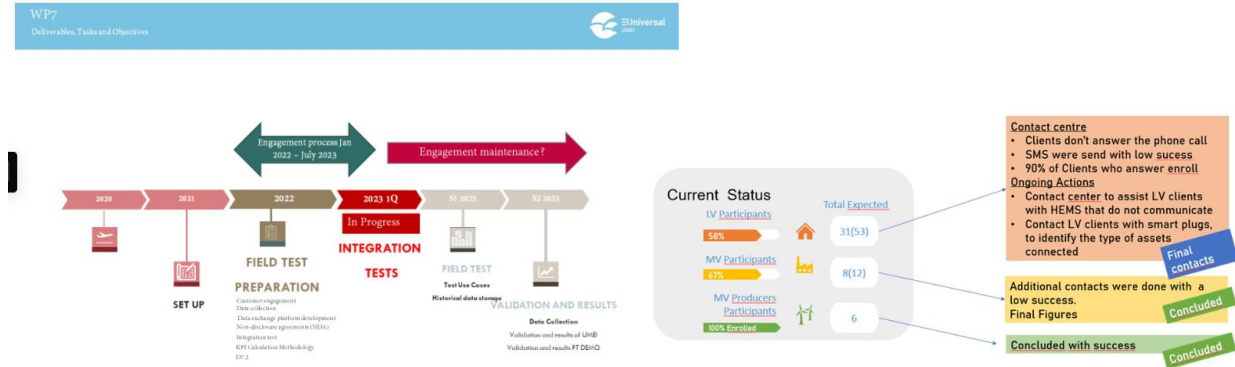 WP7
Deliverables, Tasks and Objectives
EUniversal
UMEI
Engagement process Jan
2022 – July 2023
Engagement maintenance?
2020
2021
2022
2023 1Q
S1 2023
S2 2023
In Progress
INTEGRATION
TESTS
SET UP
FIELD TEST
PREPARATION
Customer engagement
Data collection
Data exchange platform development
Non-disclosure agreements (NDA)
Integration test
KPI Calculation Methodology
D7.2
FIELD TEST
Test Use Cases
Historical data storage
VALIDATION AND RESULTS
Data Collection
Validation and results of UMEI
Validation and results PT DEMO
Current Status
Total Expected
LV Participants
58%
31(53)
MV Participants
67%
8(12)
MV Producers
Participants
100% Enrolled
6
Contact centre
• Clients don't answer the phone call
• SMS were send with low sucess
• 90% of Clients who answer enroll
Ongoing Actions
• Contact center to assist LV clients
with HEMS that do not communicate
• Contact LV clients with smart plugs,
to identify the type of assets
connected
Final
contacts
Additional contacts were done with a
low success.
Final Figures
Concluded
Concluded with success
Concluded